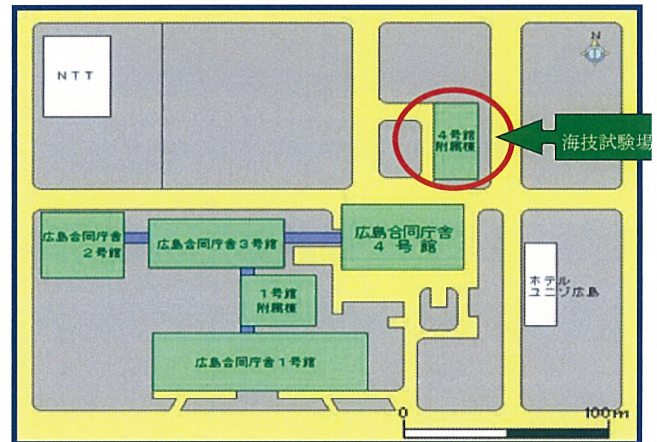 NTT
N
4号館
附属棟
海技試験場
広島合同庁舎
2号館
広島合同庁舎3号館
広島合同庁舎
4号館
1号館
附属棟
ホテル
ユニゾ広島
広島合同庁舎1号館
0
100m